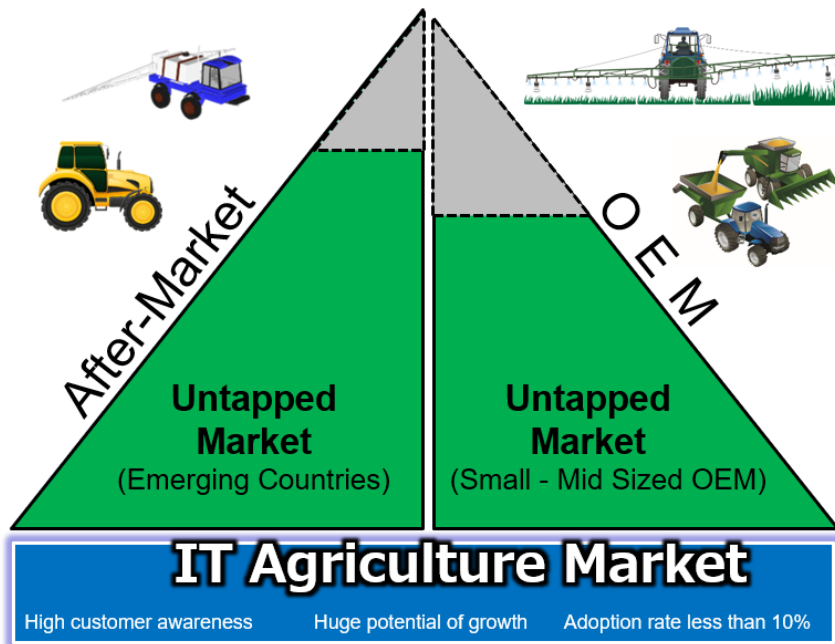 After-Market
OEM
Untapped
Market
(Emerging Countries)
Untapped
Market
(Small - Mid Sized OEM)
IT Agriculture Market
High customer awareness
Huge potential of growth
Adoption rate less than 10%